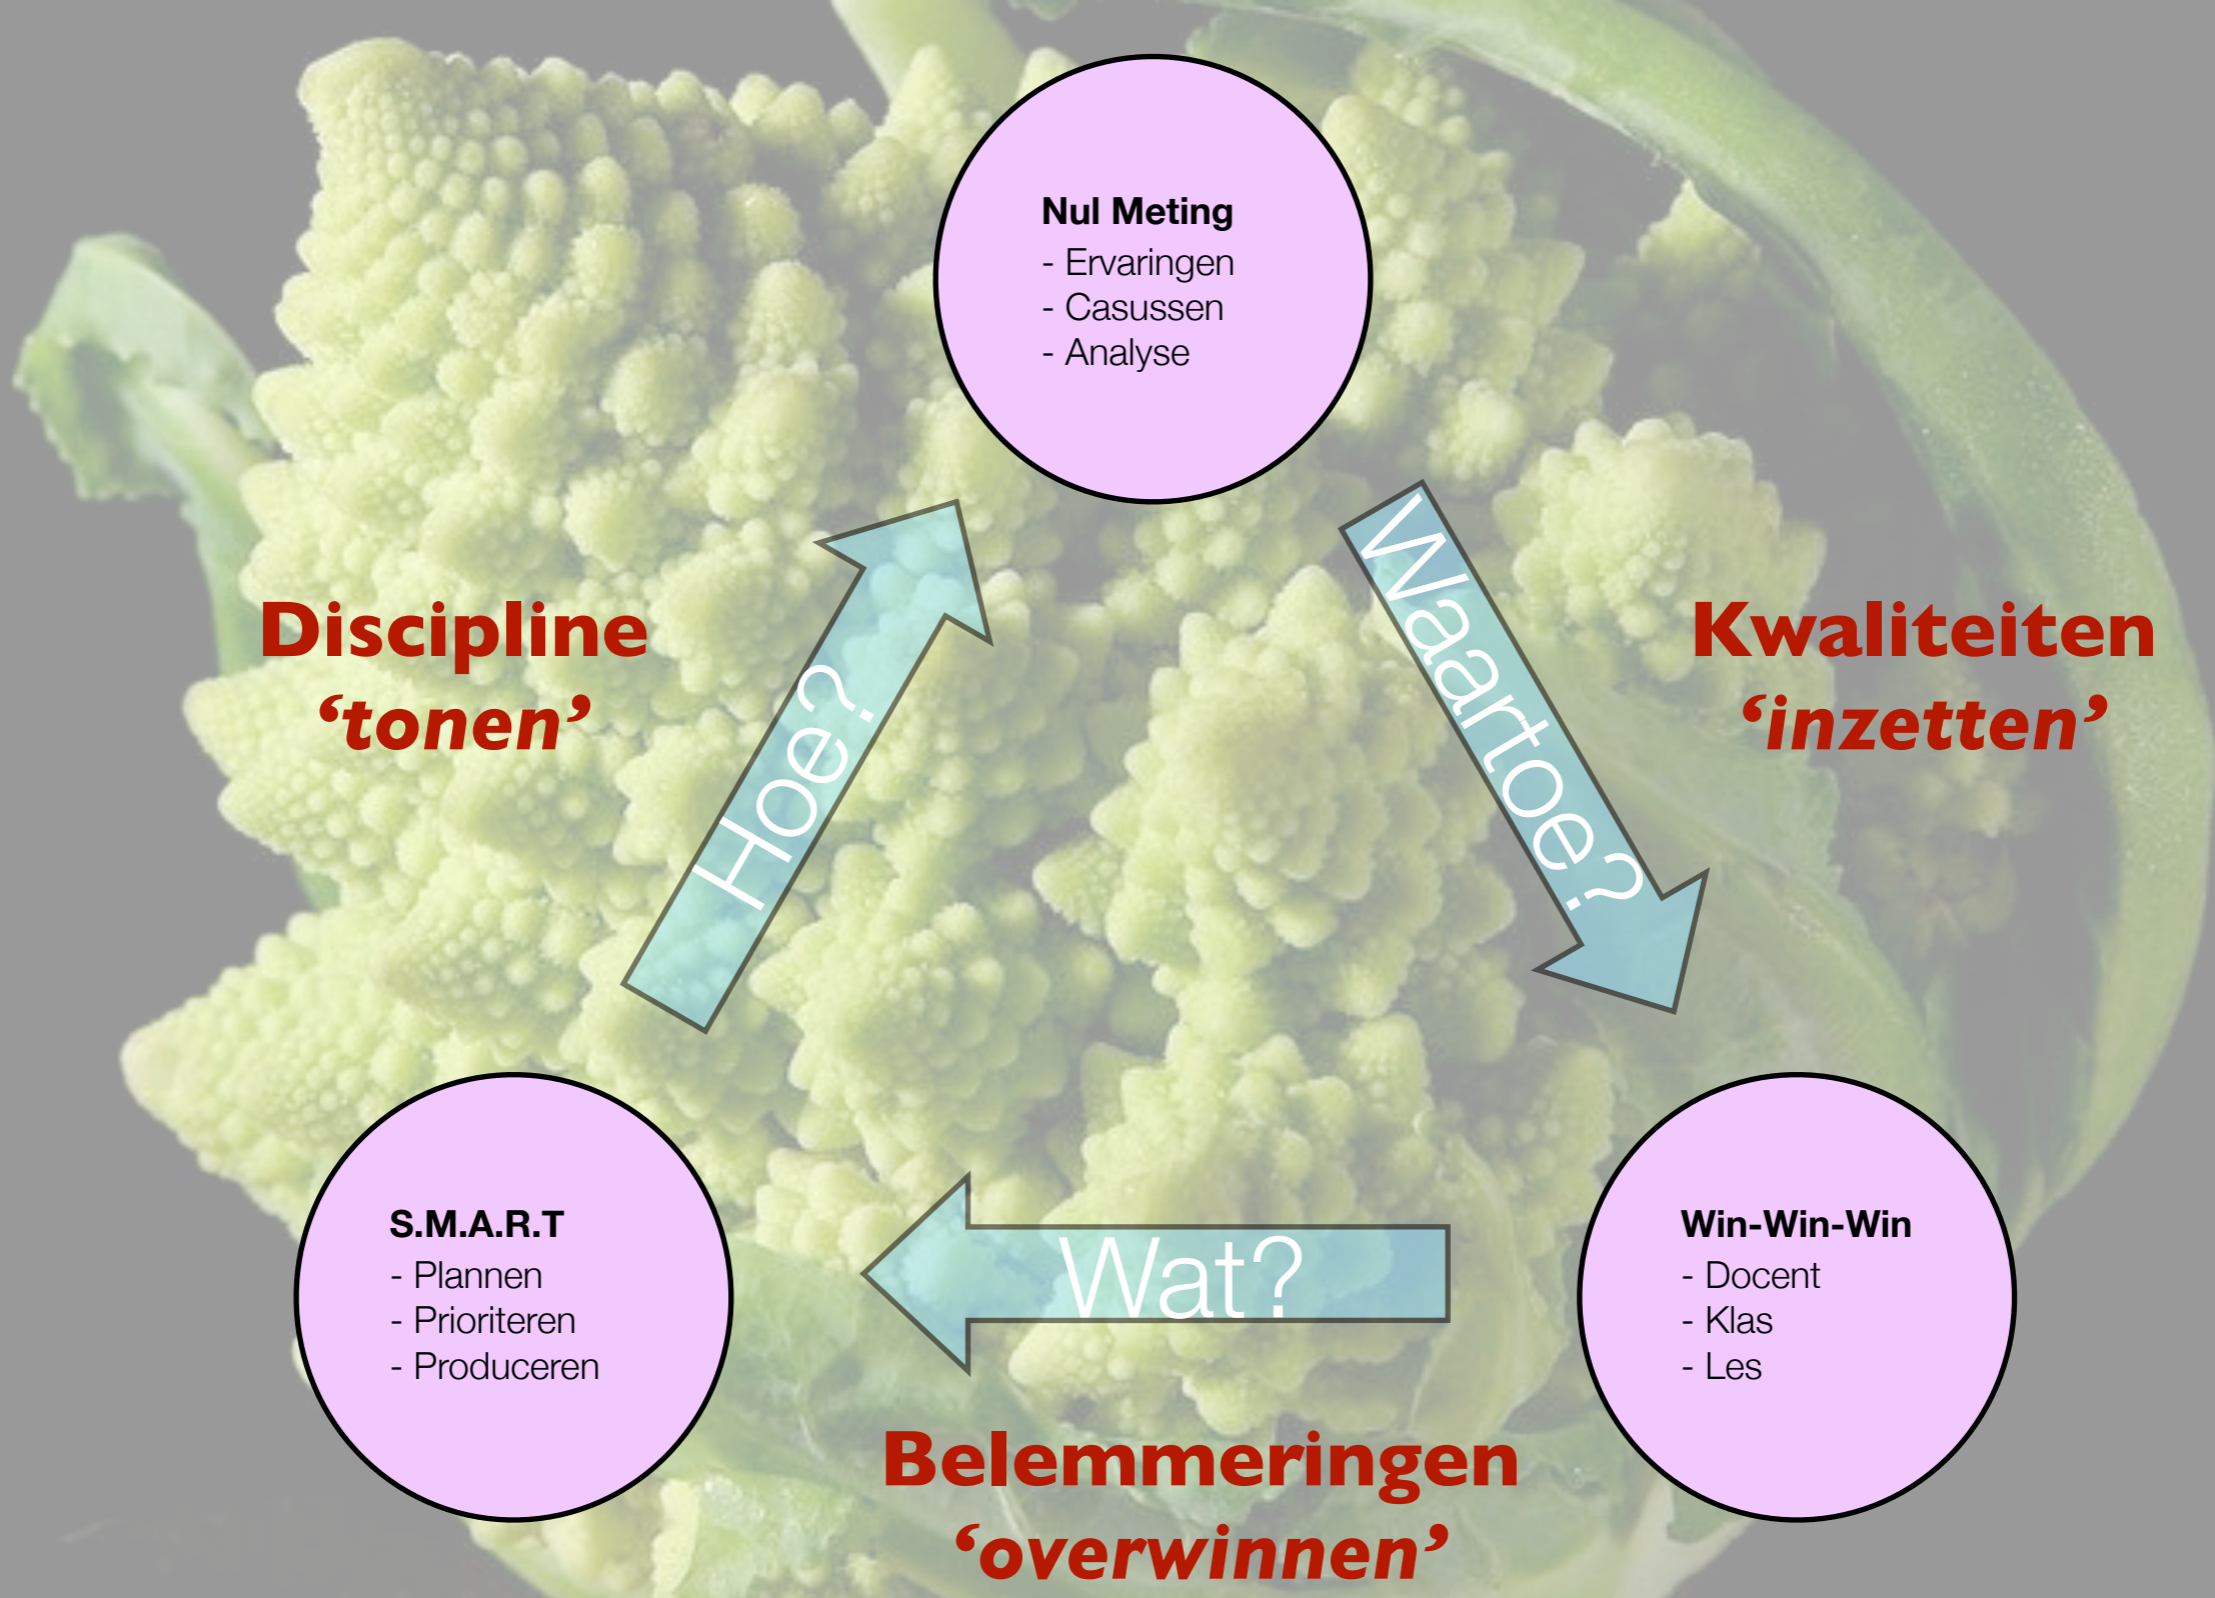 Nul Meting
- Ervaringen
- Casussen
- Analyse
Waartoe?
Kwaliteiten
‘inzetten’
Win-Win-Win
- Docent
- Klas
- Les
Wat?
Belemmeringen
‘overwinnen’
S.M.A.R.T
- Plannen
- Prioriteren
- Produceren
Hoe?
Discipline
‘tonen’